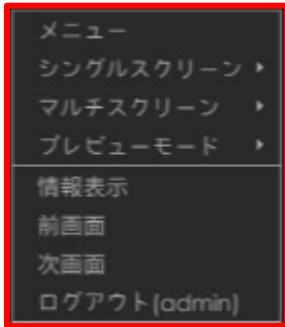 メニュー
シングルスクリーン
マルチスクリーン
プレビューモード
情報表示
前画面
次画面
ログアウト(admin)